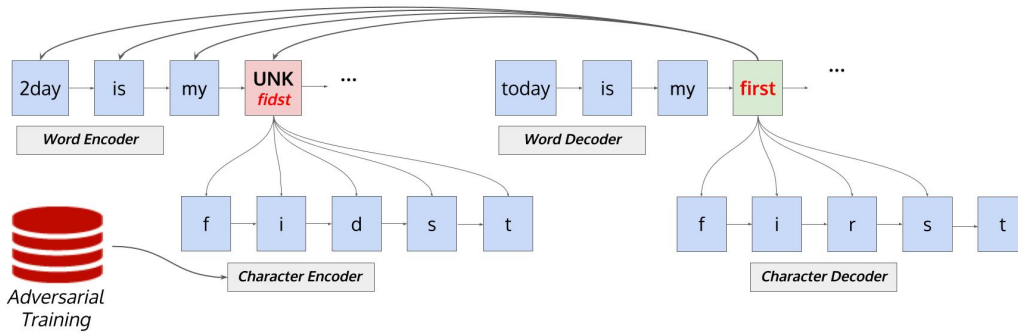 2day is my UNK ...
fidst
today is my first ...
Word Encoder
Word Decoder
f i d s t
f i r s t
Character Encoder
Character Decoder
Adversarial
Training